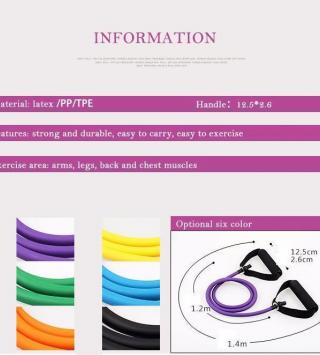 INFORMATION
aterial: latex /PP/TPE Handle: 12.5*2.6
eatures: strong and durable, easy to carry, easy to exercise
xercise area: arms, legs, back and chest muscles
Optional six color
12.5cm
2.6cm
1.2m
1.4m